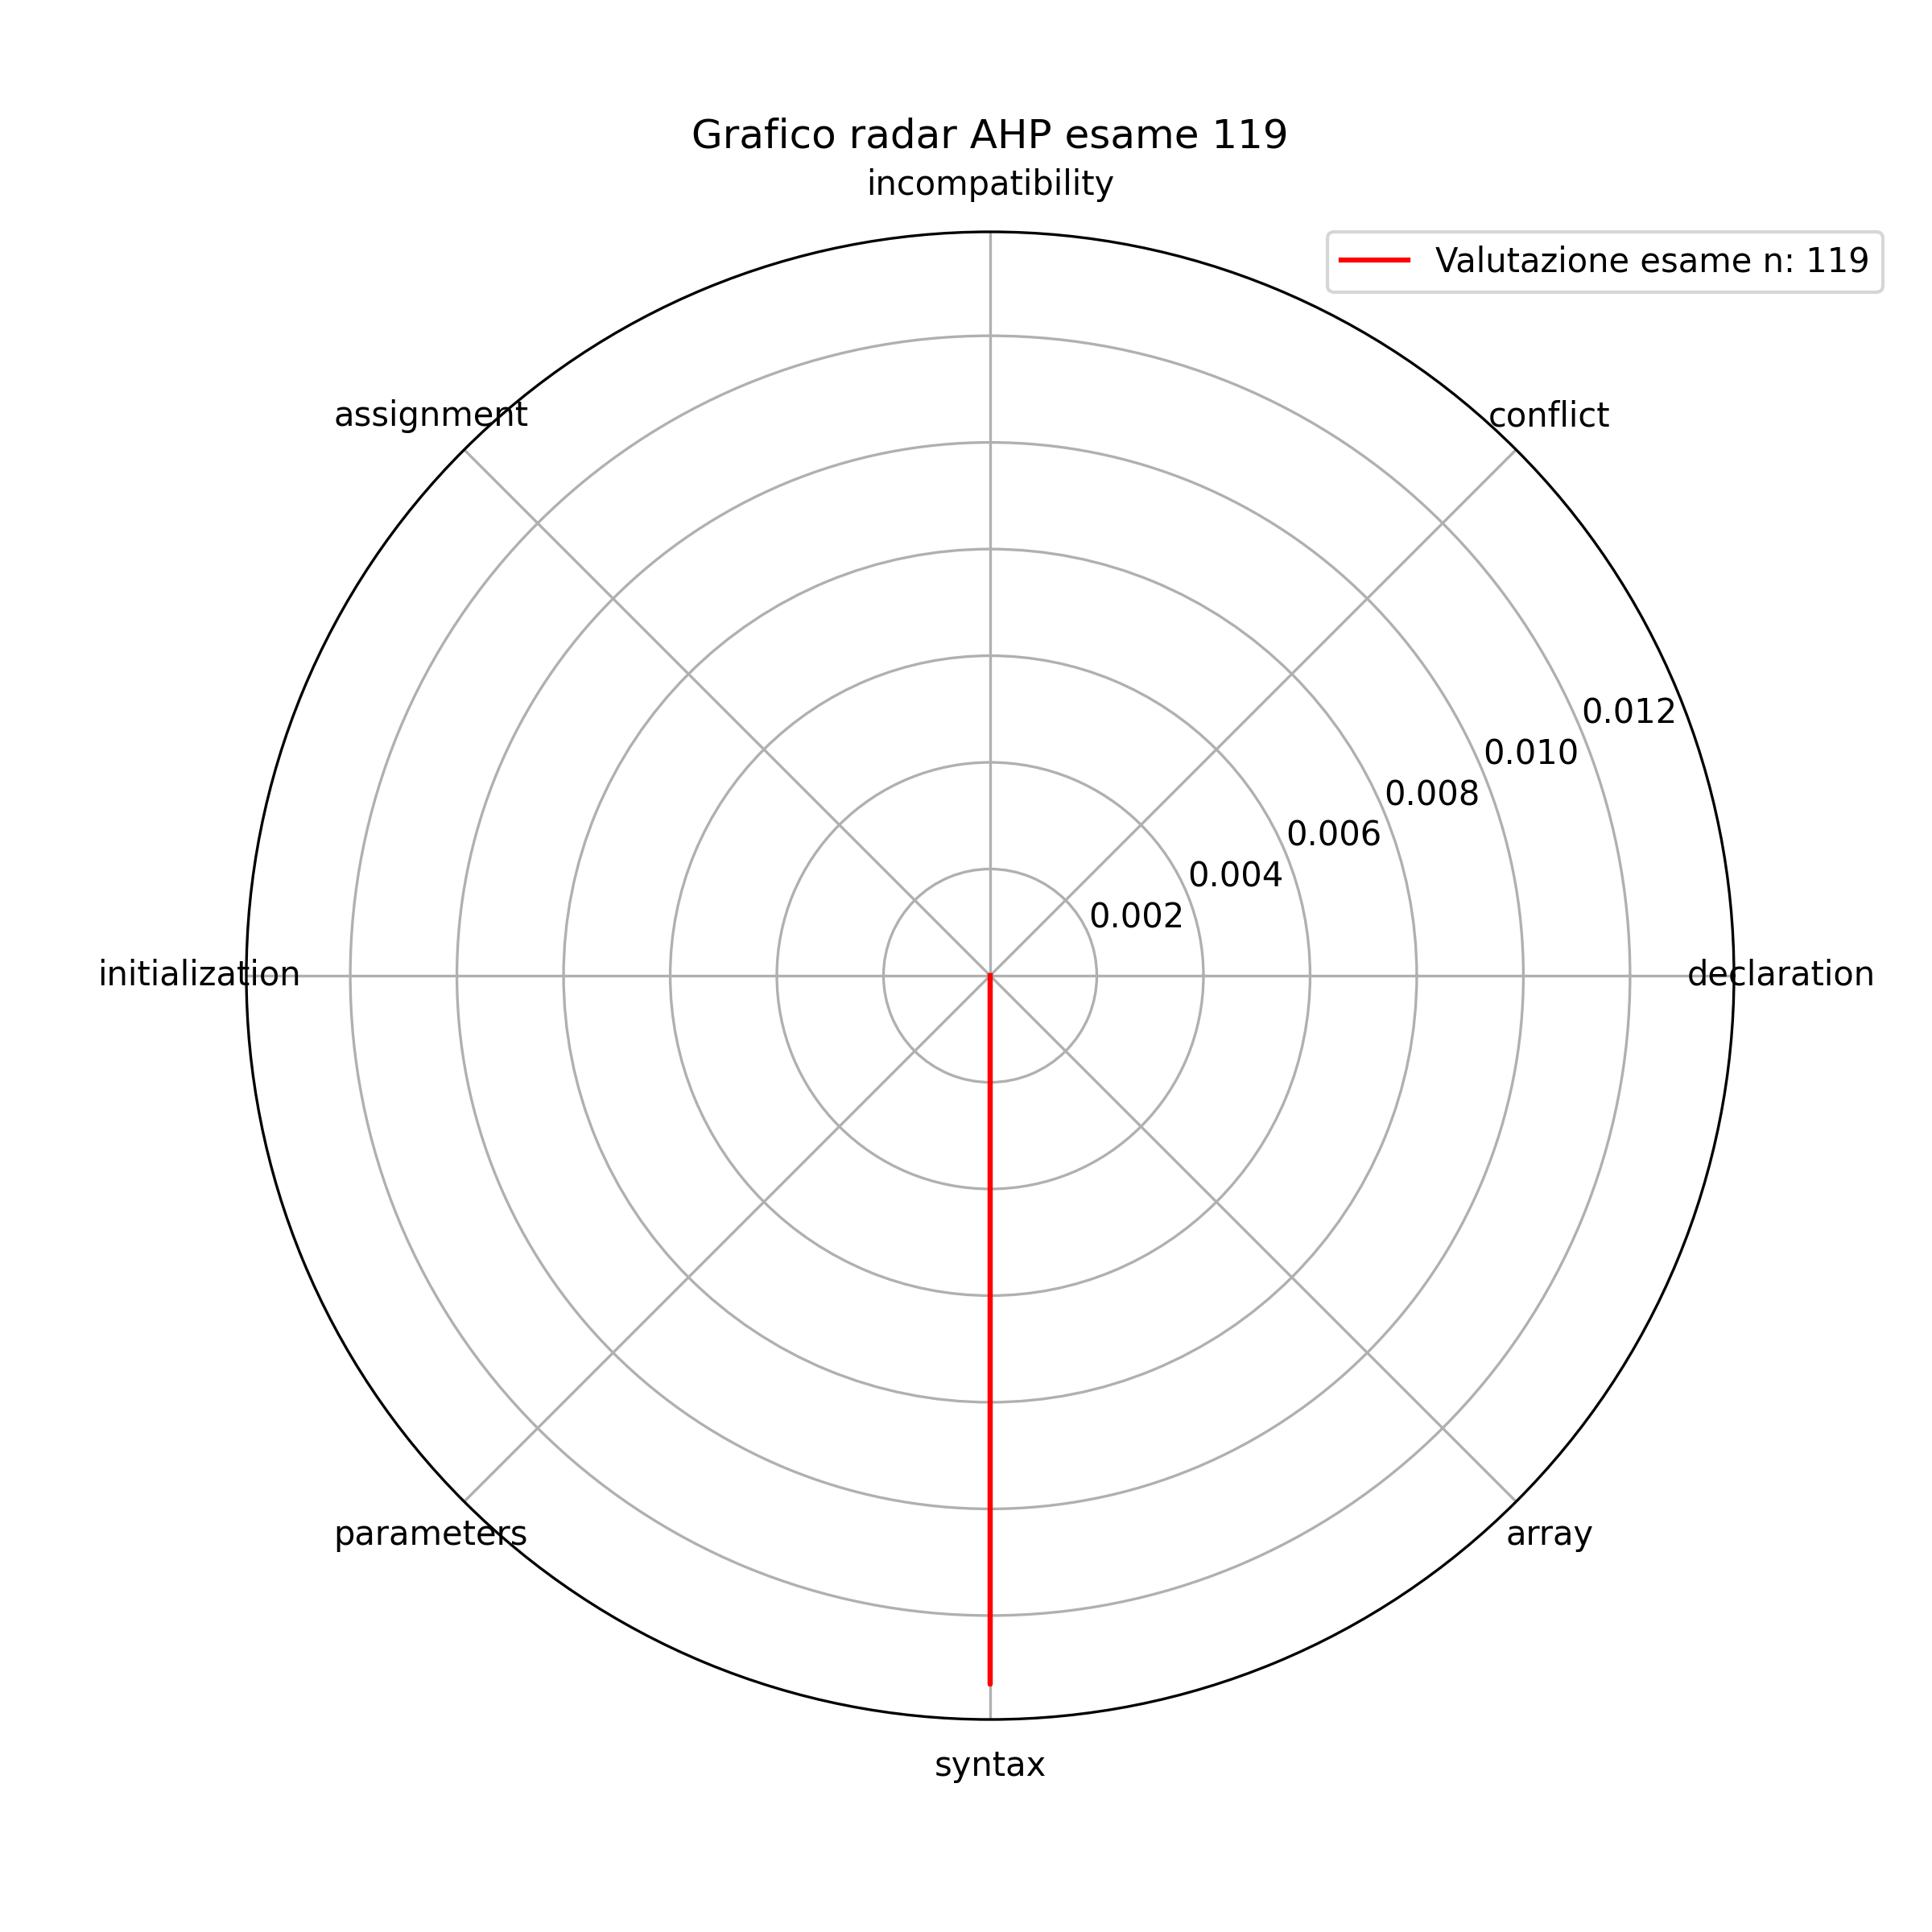 Grafico radar AHP esame 119
incompatibility
Valutazione esame n: 119
assignment
conflict
0.012
0.010
0.008
0.006
0.004
0.002
initialization
declaration
parameters
array
syntax